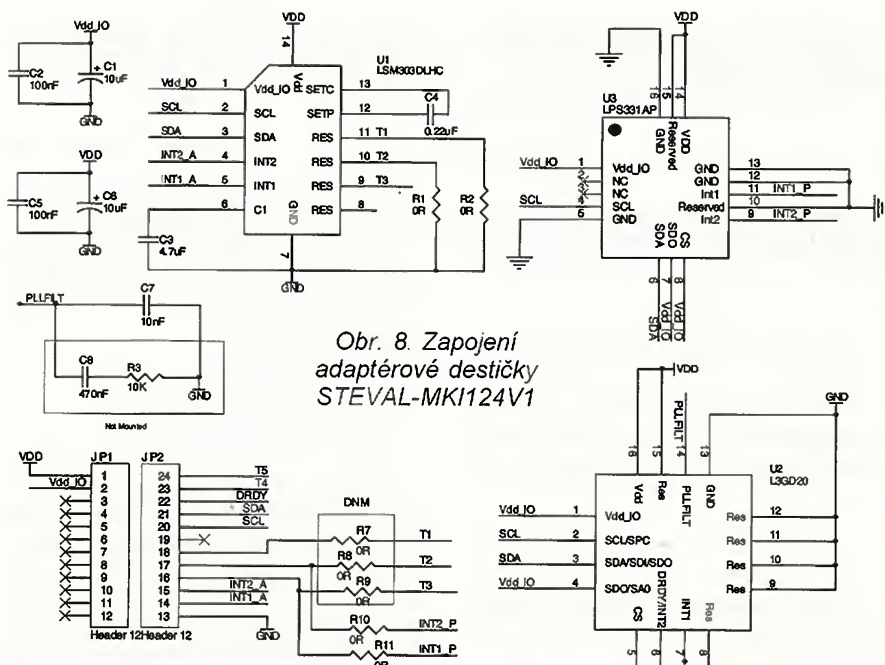 Vdd_IO
C2
100nF
+ C1
10uF
GND
VDD
C5
100nF
+ C6
10uF
GND
VDD
14
U1
LSM303DLHC
Vdd_IO
1
Vdd_IO
Vdd
SETC
13
SCL
2
SCL
SETP
12
C4
0.22uF
SDA
3
SDA
RES
11
T1
INT2_A
4
INT2
RES
10
T2
INT1_A
5
INT1
RES
9
T3
6
C1
GND
RES
8
R1
0R
R2
0R
C3
4.7uF
7
GND
VDD
16
15
14
U3
LPS331AP
GND
Reserved
VDD
Vdd_IO
1
Vdd_IO
GND
13
2
NC
GND
12
3
NC
Int1
11
INT1_P
SCL
4
SCL
Reserved
10
5
GND
Int2
9
INT2_P
SDA
SDO
CS
6
7
8
SDA
Vdd_IO
Vdd_IO
PLLFILT
C7
10nF
C8
470nF
R3
10K
GND
Not Mounted
Obr. 8. Zapojení
adaptérové destičky
STEVAL-MKI124V1
VDD
JP1
JP2
Vdd_IO
1
2
3
4
5
6
7
8
9
10
11
12
24
23
22
21
20
19
18
17
16
15
14
13
T5
T4
DRDY
SDA
SCL
INT2_A
INT1_A
GND
Header 12
Header 12
DNM
R7
0R
T1
R8
0R
T2
R9
0R
T3
R10
0R
INT2_P
R11
0R
INT1_P
VDD
GND
PLLFILT
16
15
14
13
U2
L3GD20
Vdd
Res
PLLFILT
GND
Vdd_IO
1
Vdd_IO
Res
12
SCL
2
SCL/SPC
Res
11
SDA
3
SDA/SDI/SDO
Res
10
Vdd_IO
4
SDO/SA0
Res
9
CS
DRDY/INT2
INT1
Res
5
6
7
8